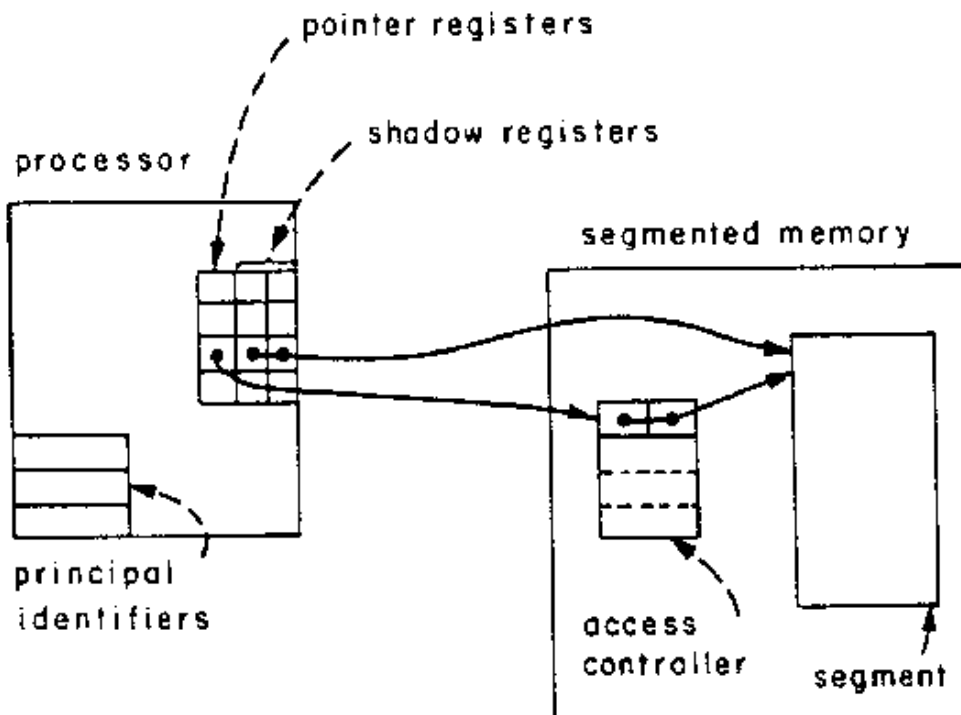 pointer registers
shadow registers
processor
segmented memory
principal
identifiers
access
controller
segment